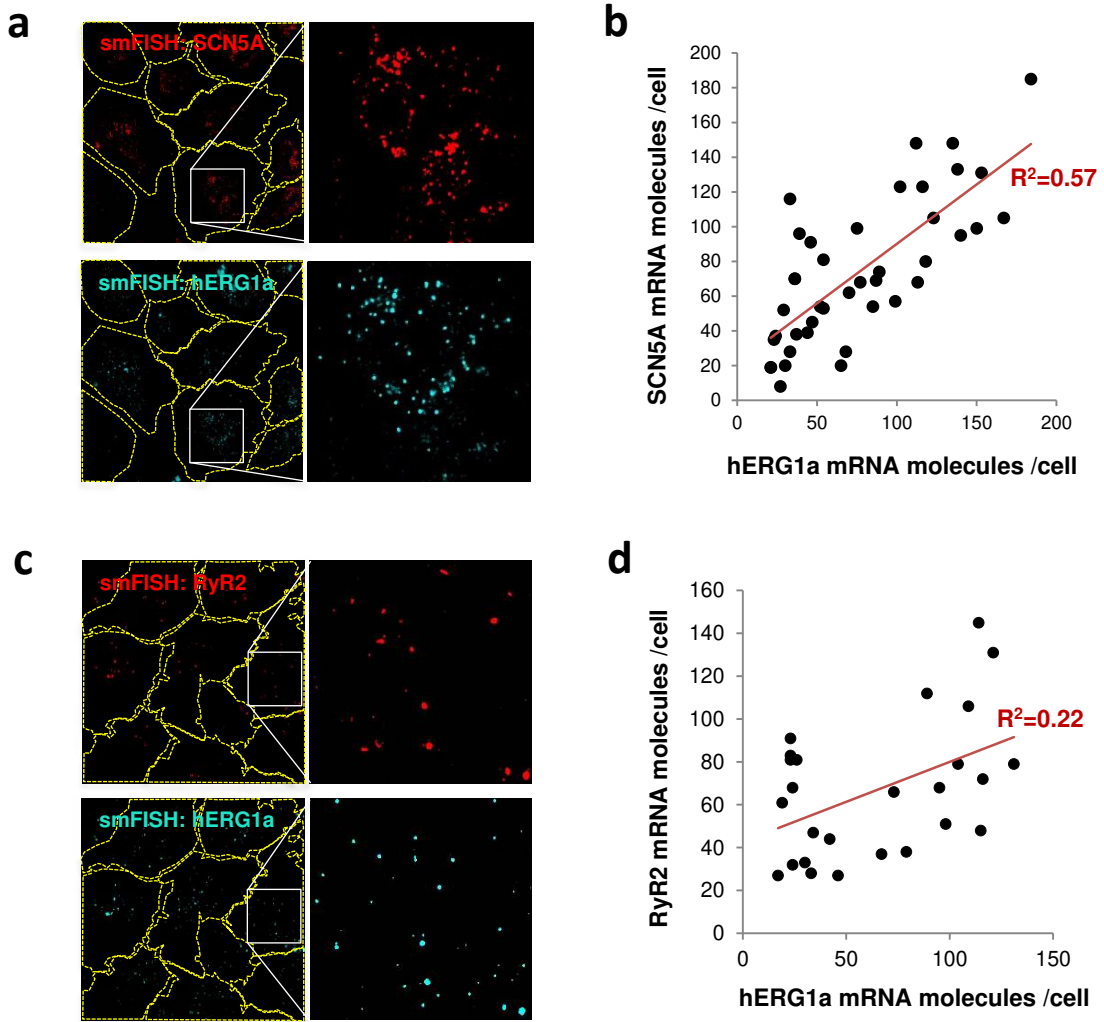 a
smFISH: SCN5A
smFISH: hERG1a
b
200
180
160
140
120
100
80
60
40
20
0
0 50 100 150 200
SCN5A mRNA molecules /cell
hERG1a mRNA molecules /cell
R²=0.57
c
smFISH: RyR2
smFISH: hERG1a
d
160
140
120
100
80
60
40
20
0
0 50 100 150
RyR2 mRNA molecules /cell
hERG1a mRNA molecules /cell
R²=0.22